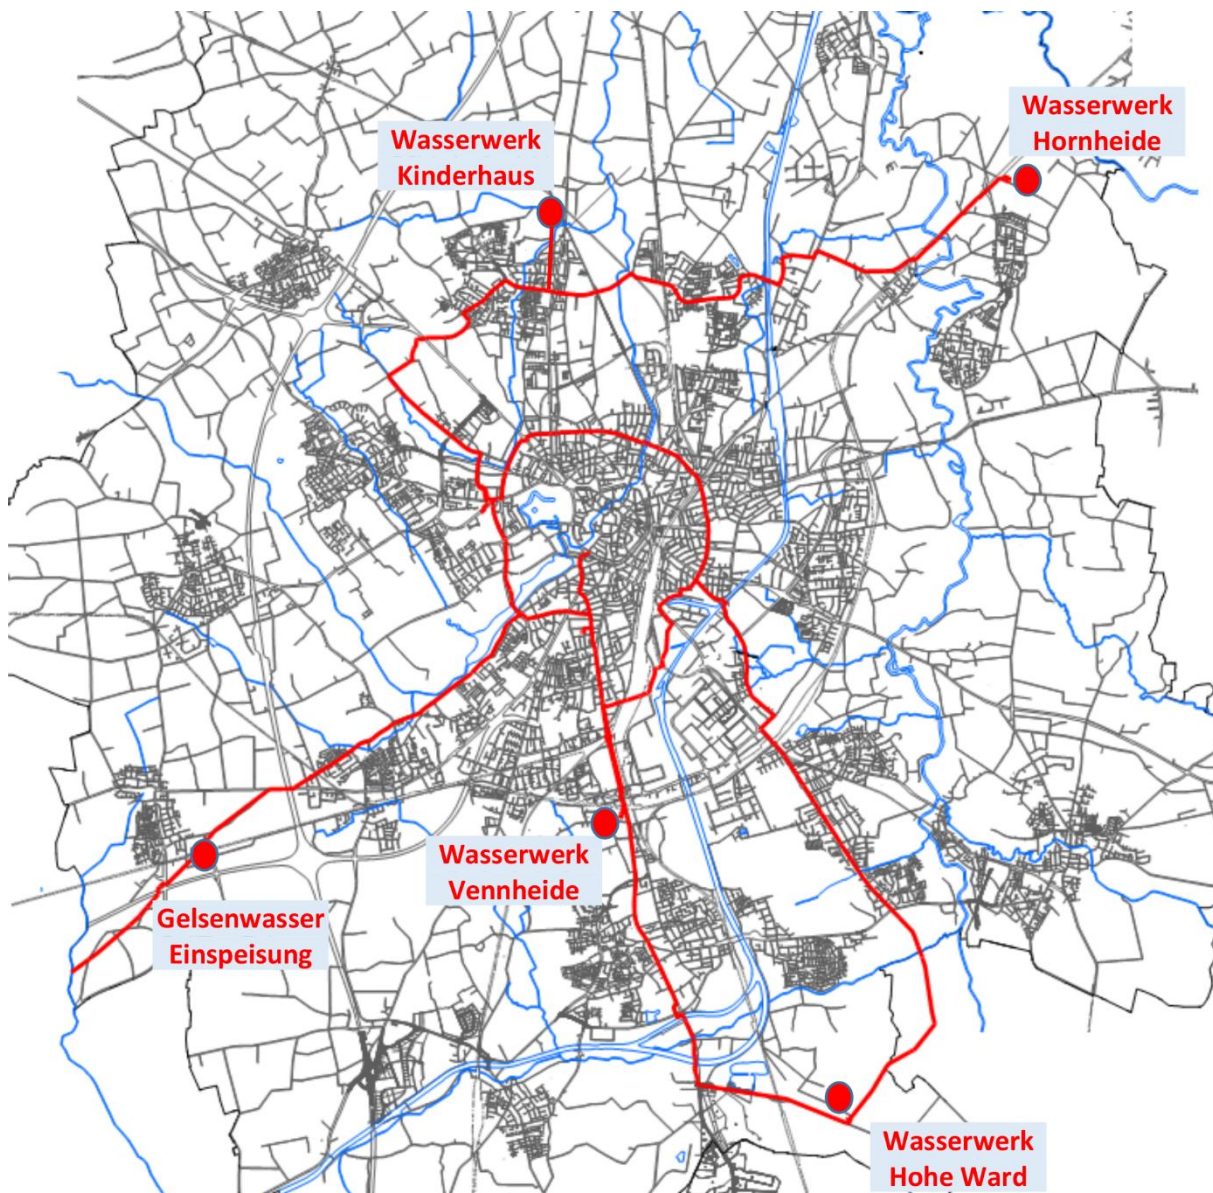 Wasserwerk
Hornheide
Wasserwerk
Kinderhaus
Wasserwerk
Vennheide
Gelsenwasser
Einspeisung
Wasserwerk
Hohe Ward